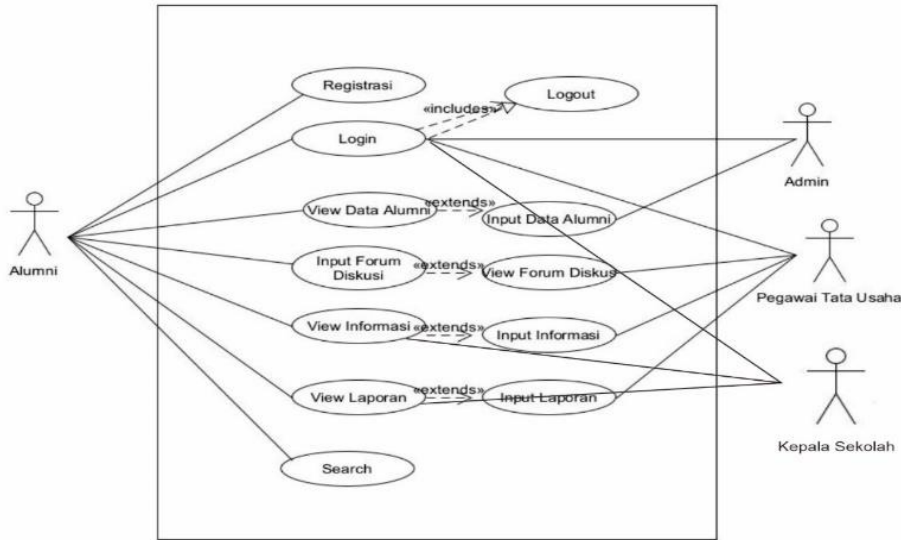 Registrasi
Logout
«includes»
Login
Admin
View Data Alumni
«extends»
Input Data Alumni
Alumni
Input Forum
Diskusi
«extends»
View Forum Diskus
Pegawai Tata Usaha
View Informasi
«extends»
Input Informasi
View Laporan
«extends»
Input Laporan
Kepala Sekolah
Search